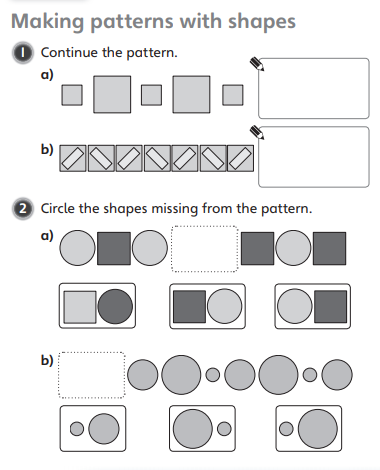 Making patterns with shapes
1 Continue the pattern.
a)
b)
2 Circle the shapes missing from the pattern.
a)
b)